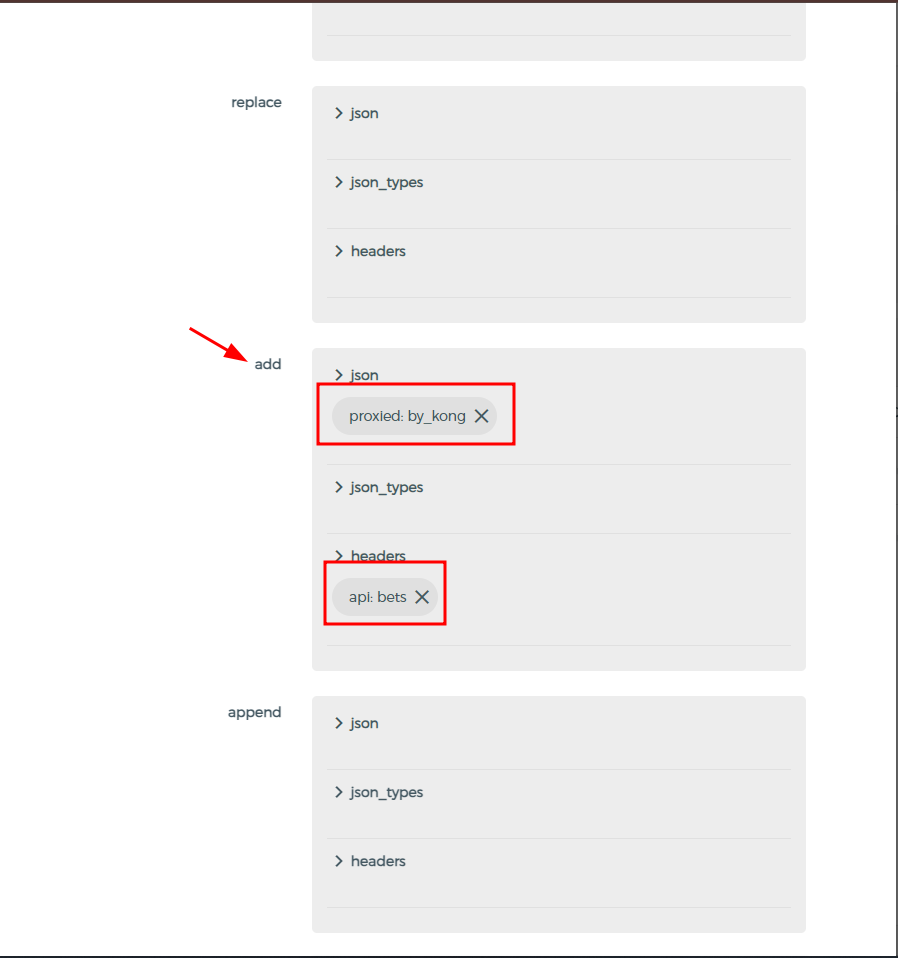 replace
json
json_types
headers
add
json
proxied: by_kong
json_types
headers
api: bets
append
json
json_types
headers